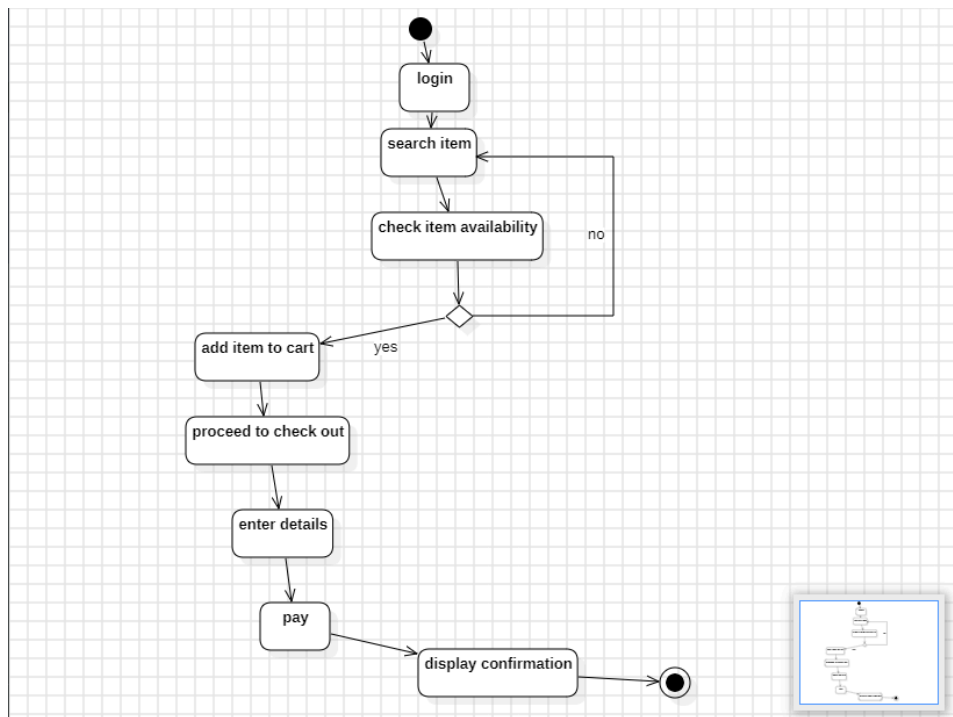 login
search item
check item availability
no
yes
add item to cart
proceed to check out
enter details
pay
display confirmation